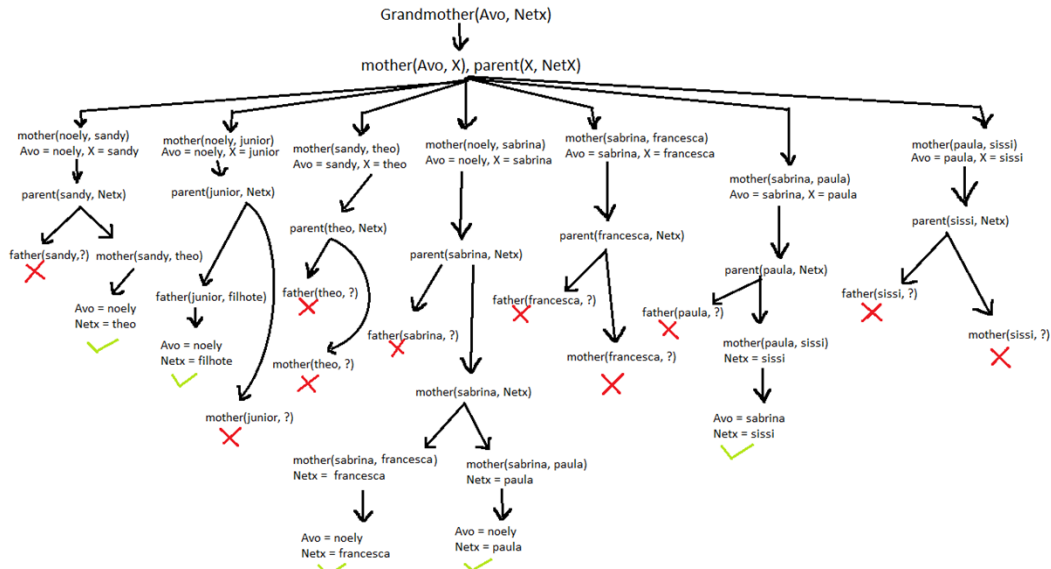 Grandmother(Avo, Netx)
mother(Avo, X), parent(X, NetX)
mother(noely, sandy)
Avo = noely, X = sandy
parent(sandy, Netx)
father(sandy,?)
mother(sandy, theo)
Avo = noely
Netx = theo
mother(noely, junior)
Avo = noely, X = junior
parent(junior, Netx)
father(junior, filhote)
Avo = noely
Netx = filhote
mother(junior, ?)
mother(sandy, theo)
Avo = sandy, X = theo
parent(theo, Netx)
father(theo, ?)
mother(theo, ?)
mother(noely, sabrina)
Avo = noely, X = sabrina
parent(sabrina, Netx)
father(sabrina, ?)
mother(sabrina, Netx)
mother(sabrina, francesca)
Netx = francesca
Avo = noely
Netx = francesca
mother(sabrina, paula)
Netx = paula
Avo = noely
Netx = paula
mother(sabrina, francesca)
Avo = sabrina, X = francesca
parent(francesca, Netx)
father(francesca, ?)
mother(francesca, ?)
mother(sabrina, paula)
Avo = sabrina, X = paula
parent(paula, Netx)
father(paula, ?)
mother(paula, sissi)
Netx = sissi
Avo = sabrina
Netx = sissi
mother(paula, sissi)
Avo = paula, X = sissi
parent(sissi, Netx)
father(sissi, ?)
mother(sissi, ?)